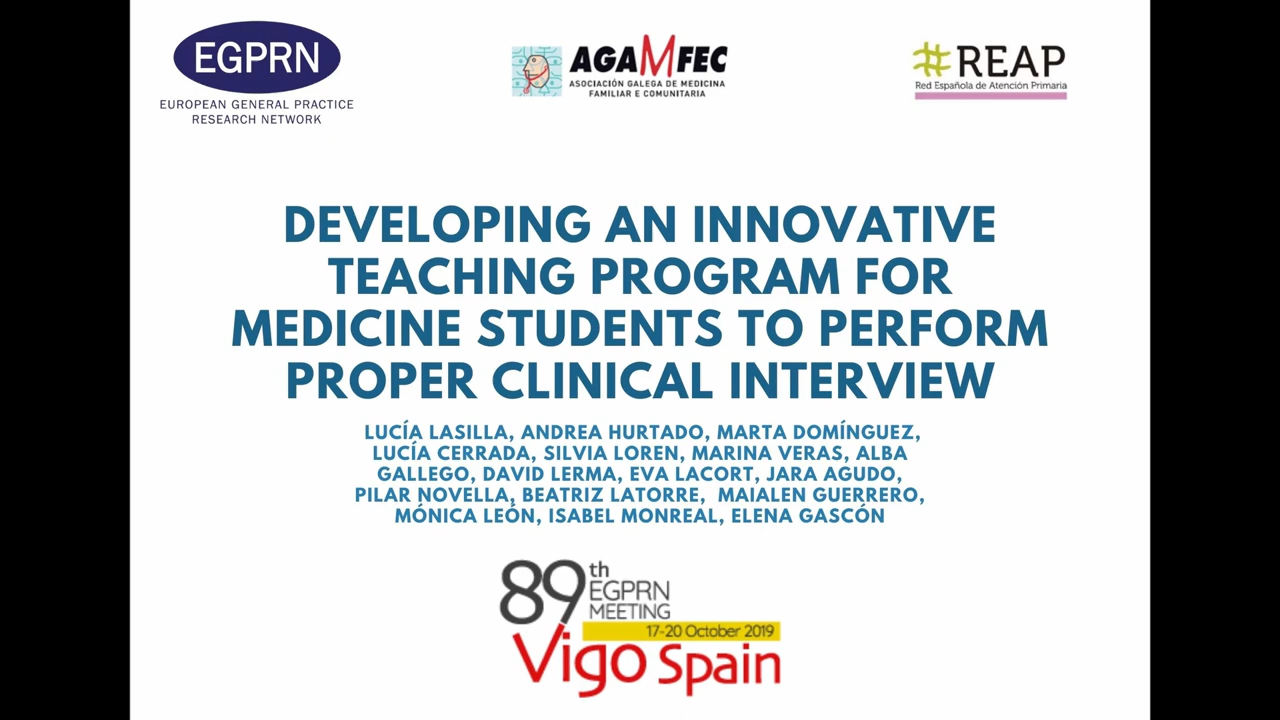 EGPRN
EUROPEAN GENERAL PRACTICE
RESEARCH NETWORK
AGAMFEC
ASOCIACIÓN GALEGA DE MEDICINA
FAMILIAR E COMUNITARIA
#REAP
Red Española de Atención Primaria
DEVELOPING AN INNOVATIVE
TEACHING PROGRAM FOR
MEDICINE STUDENTS TO PERFORM
PROPER CLINICAL INTERVIEW
LUCÍA LASILLA, ANDREA HURTADO, MARTA DOMÍNGUEZ,
LUCÍA CERRADA, SILVIA LOREN, MARINA VERAS, ALBA
GALLEGO, DAVID LERMA, EVA LACORT, JARA AGUDO,
PILAR NOVELLA, BEATRIZ LATORRE, MAIALEN GUERRERO,
MÓNICA LEÓN, ISABEL MONREAL, ELENA GASCÓN
89th EGPRN
MEETING
17-20 October 2019
Vigo Spain